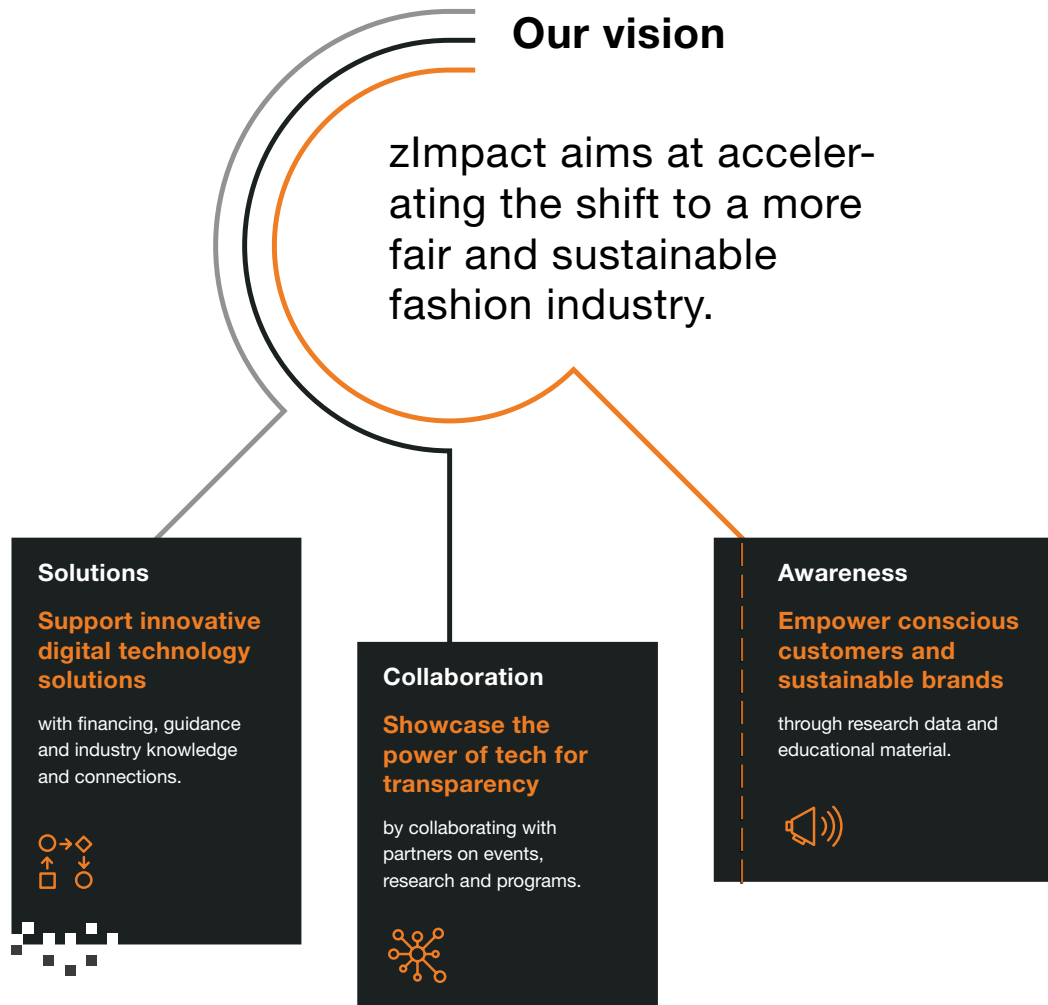 Our vision
zImpact aims at acceler-
ating the shift to a more
fair and sustainable
fashion industry.
Solutions
Support innovative
digital technology
solutions
with financing, guidance
and industry knowledge
and connections.
Collaboration
Showcase the
power of tech for
transparency
by collaborating with
partners on events,
research and programs.
Awareness
Empower conscious
customers and
sustainable brands
through research data and
educational material.